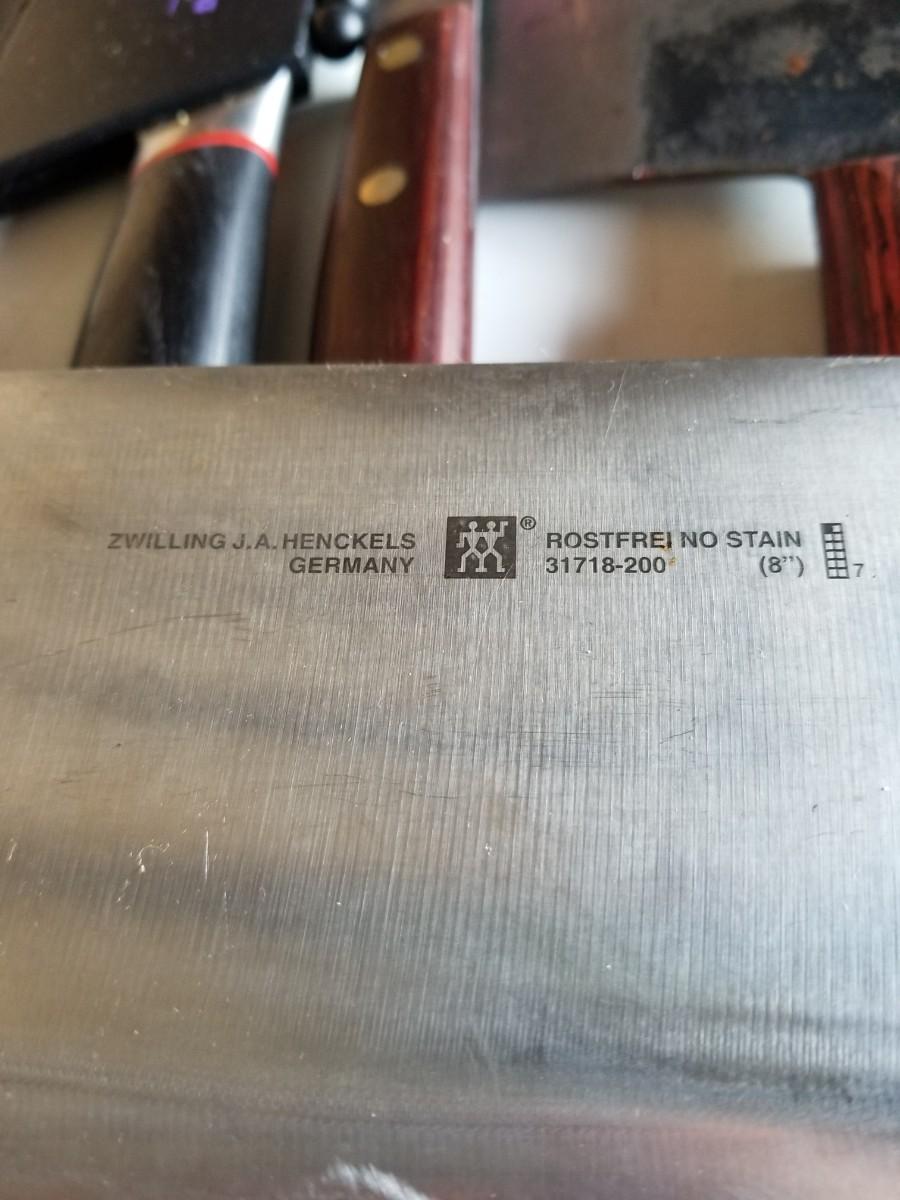 ZWILLING J.A. HENCKELS ® ROSTFREI NO STAIN
GERMANY 31718-200 (8”) 7